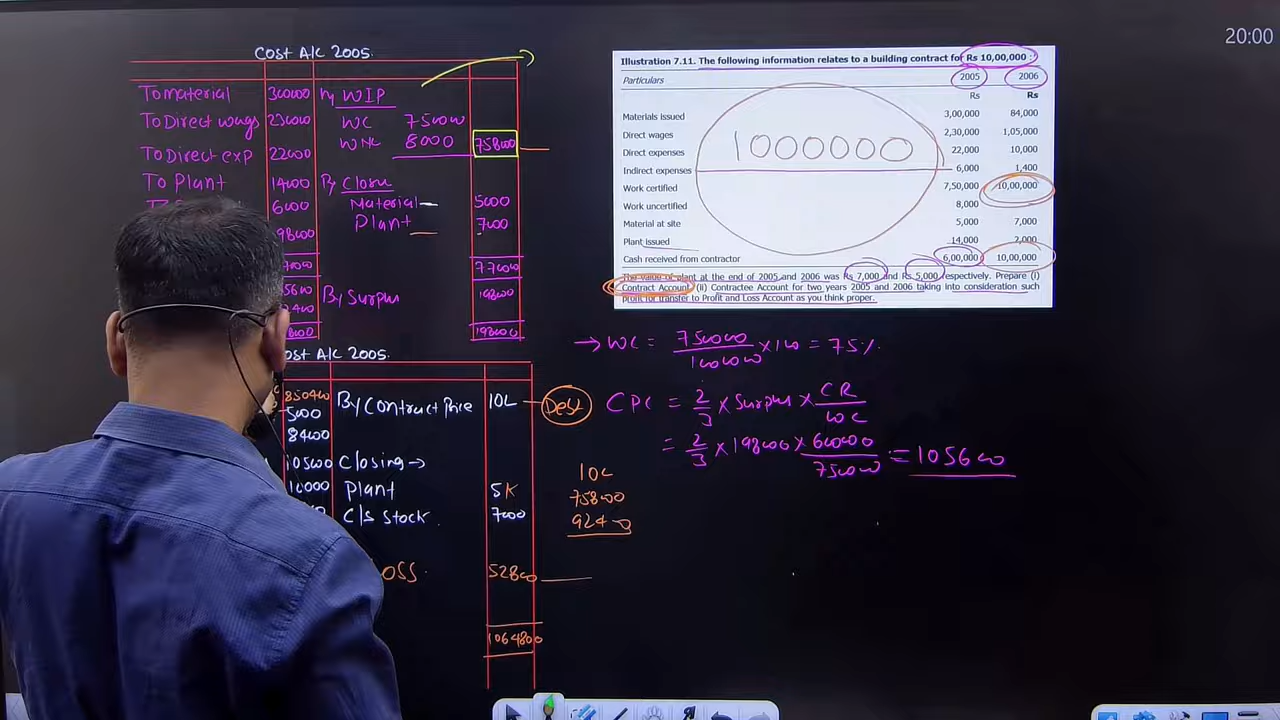 20:00
Cost A/C 2005.
To material 300000 By WIP
To Direct wages 230000 WC 750000
WNC 8000 758000
To Direct exp 22000
To Plant 14000 By Closing
6000 Material 5000
98000 Plant 7000
770000
By Surplus 198000
198000
Cost A/C 2005.
850400 By Contract Price 10L Dest
5000
8400
105000 Closing →
10000 Plant 5K
C/S Stock. 7000
Loss. 52800
1064800
Illustration 7.11. The following information relates to a building contract for Rs 10,00,000 :
Particulars 2005 2006
Rs Rs
Materials issued 3,00,000 84,000
Direct wages 2,30,000 1,05,000
Direct expenses 22,000 10,000
Indirect expenses 6,000 1,400
Work certified 7,50,000 10,00,000
Work uncertified 8,000
Material at site 5,000 7,000
Plant issued 14,000 2,000
Cash received from contractor 6,00,000 10,00,000
The value of plant at the end of 2005 and 2006 was Rs 7,000 and Rs 5,000 respectively. Prepare (i)
Contract Account (ii) Contractee Account for two years 2005 and 2006 taking into consideration such
profit for transfer to Profit and Loss Account as you think proper.
1000000
→ WC = 750000/1000000 × 100 = 75%.
CPC = 2/3 × Surplus × CR/WC
= 2/3 × 198000 × 600000/750000 = 105600
10L
758000
92400